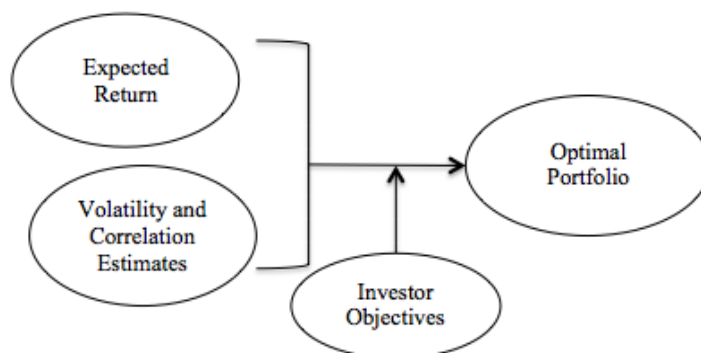 Expected
Return
Volatility and
Correlation
Estimates
Investor
Objectives
Optimal
Portfolio